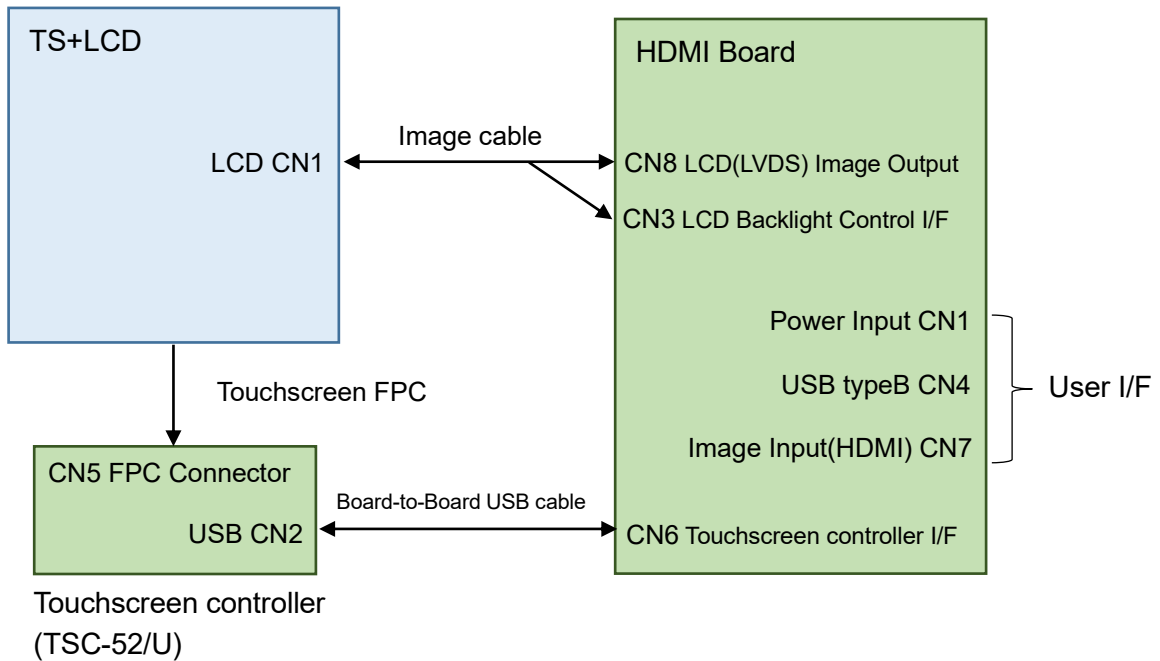 TS+LCD
LCD CN1
Image cable
HDMI Board
CN8 LCD(LVDS) Image Output
CN3 LCD Backlight Control I/F
Power Input CN1
USB typeB CN4
Image Input(HDMI) CN7
User I/F
Touchscreen FPC
CN5 FPC Connector
USB CN2
Board-to-Board USB cable
CN6 Touchscreen controller I/F
Touchscreen controller
(TSC-52/U)